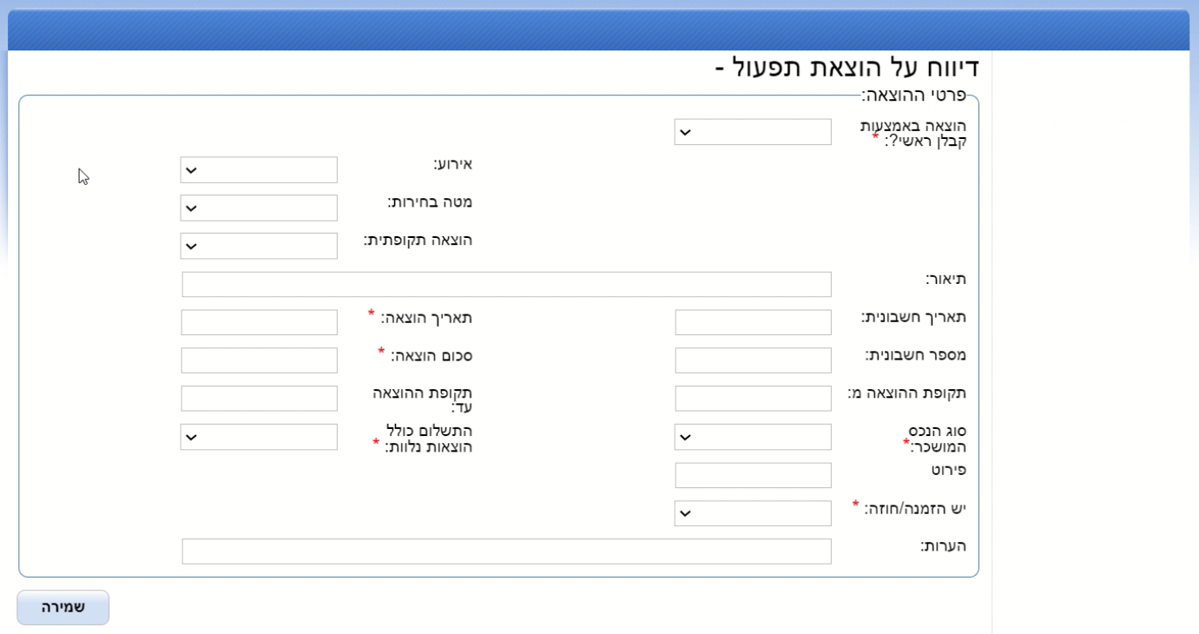 דיווח על הוצאת תפעול -
פרטי ההוצאה:
הוצאה באמצעות
קבלן ראשי?: *
אירוע:
מטה בחירות:
הוצאה תקופתית:
תיאור:
תאריך חשבונית:
תאריך הוצאה: *
מספר חשבונית:
סכום הוצאה: *
תקופת ההוצאה מ:
תקופת ההוצאה
עד:
סוג הנכס
המושכר:*
התשלום כולל
הוצאות נלוות: *
פירוט
יש הזמנה/חוזה: *
הערות:
שמירה